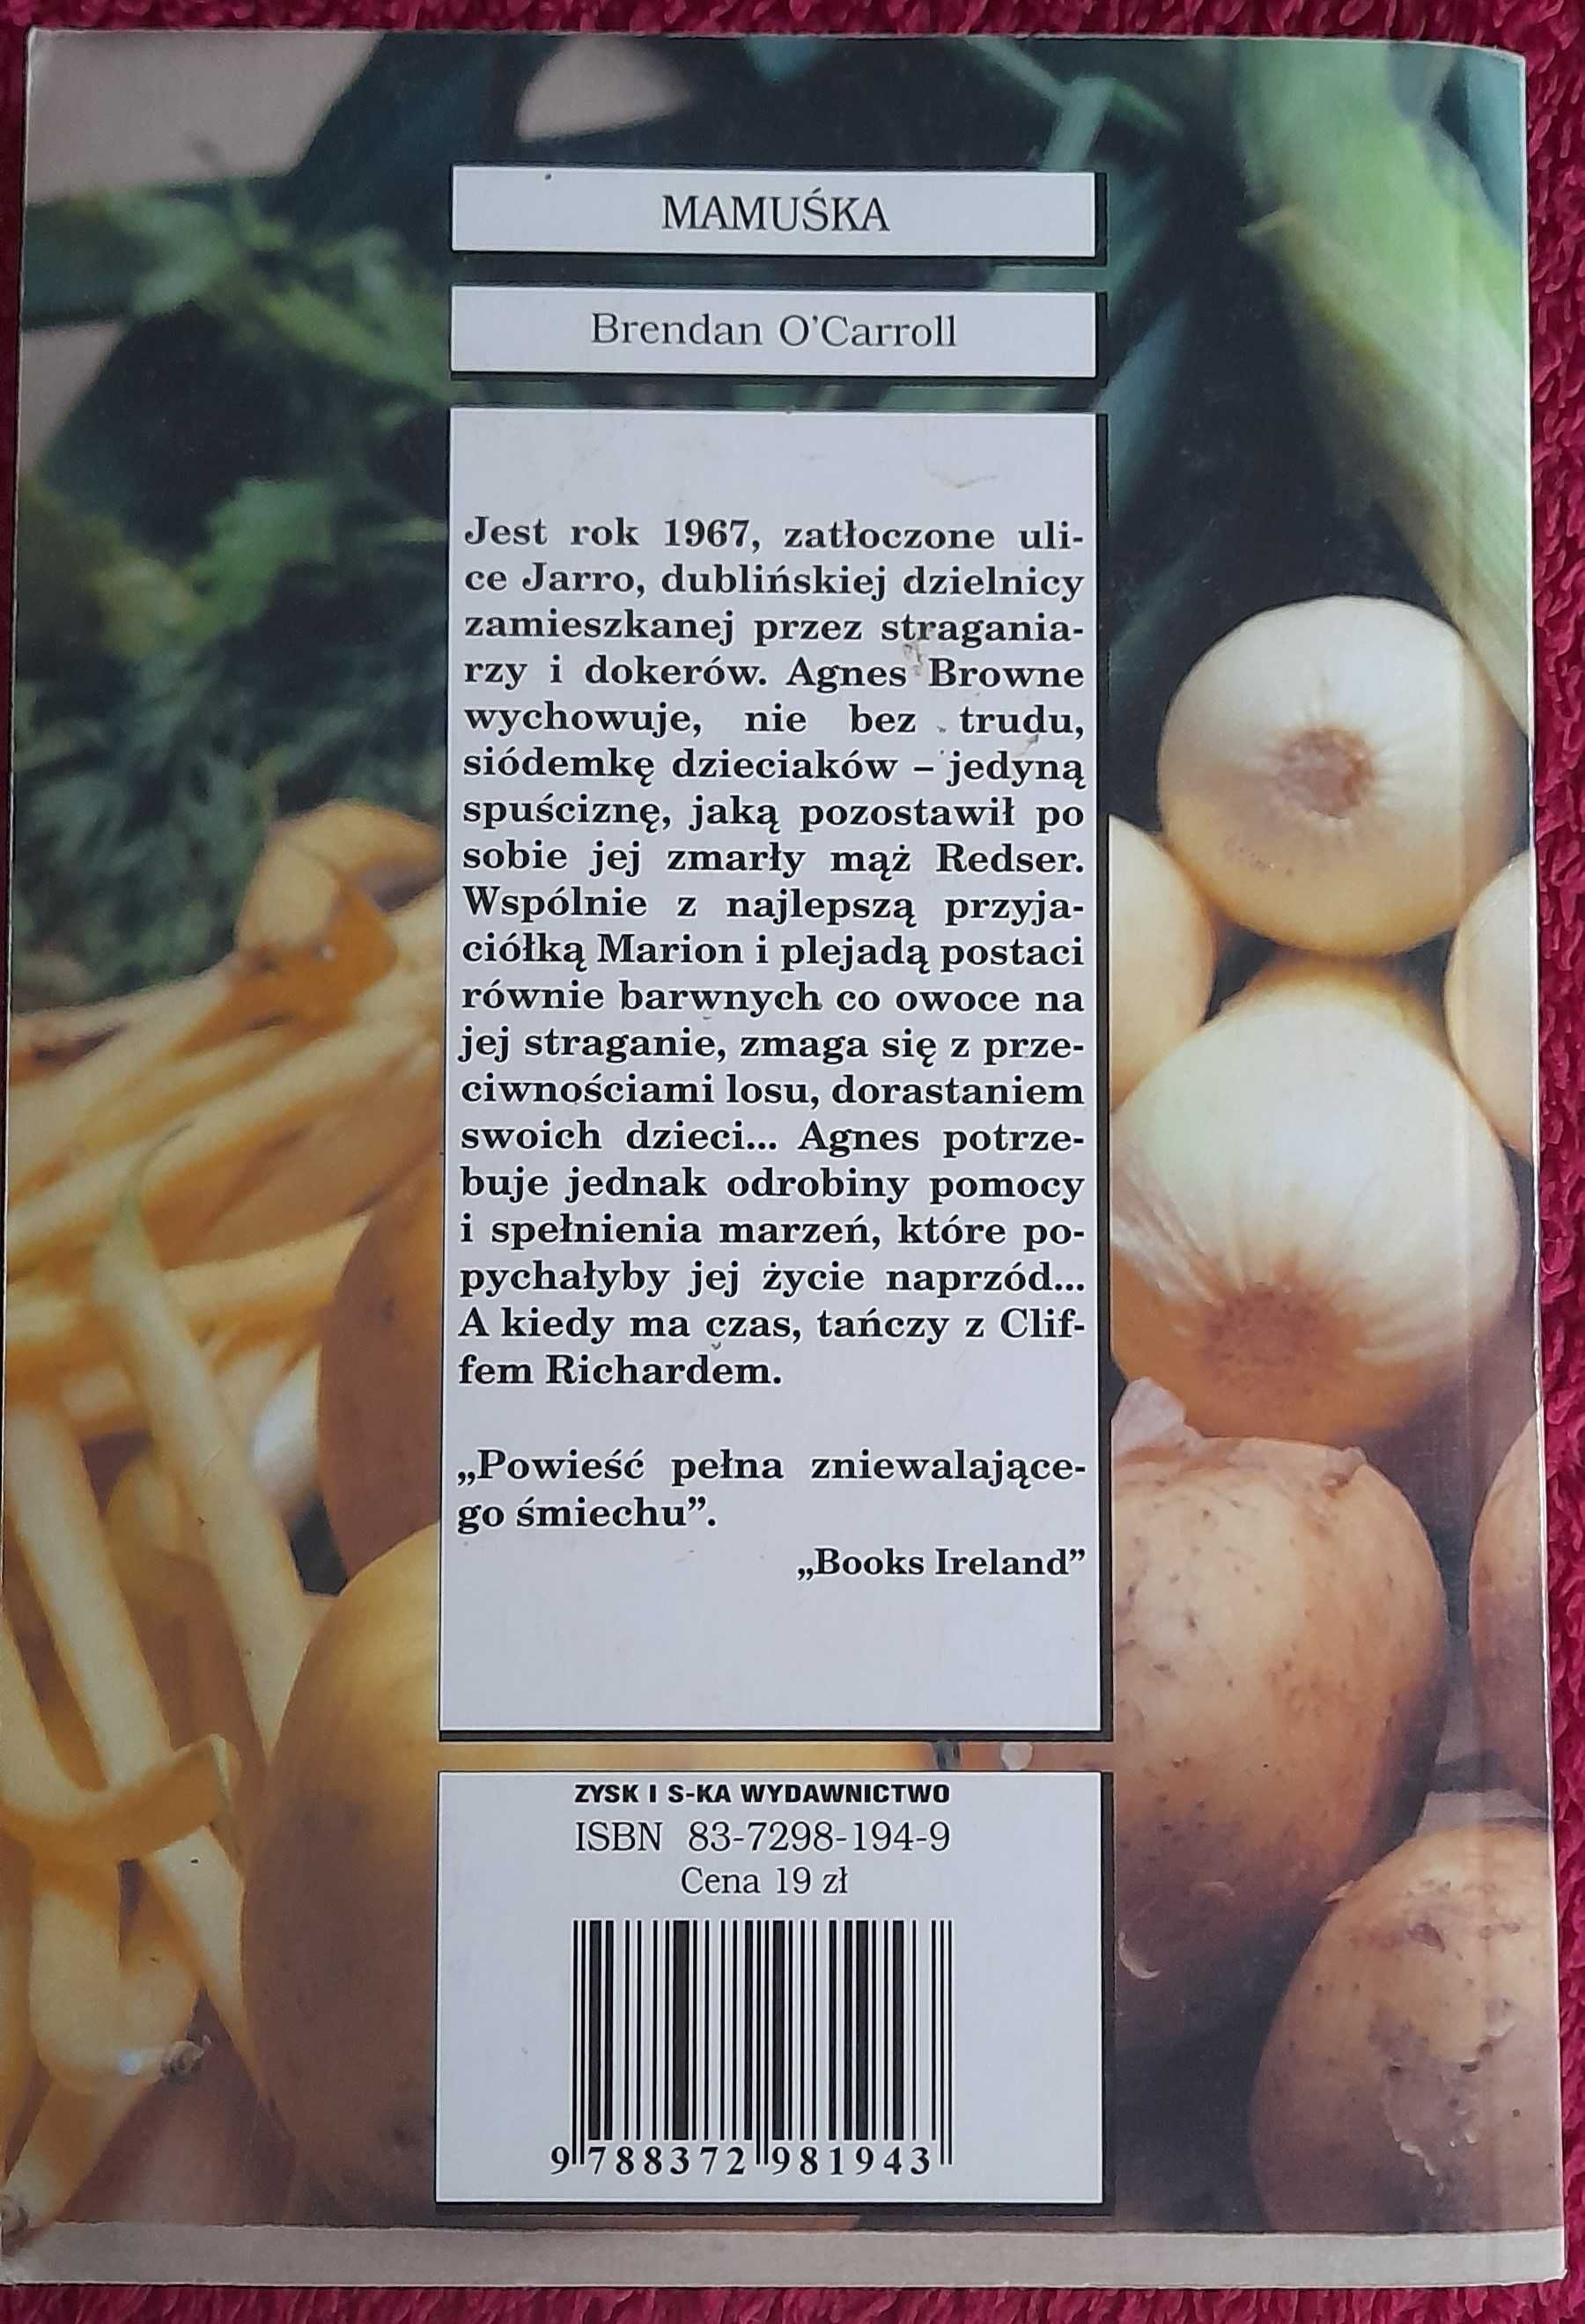 MAMUŚKA
Brendan O'Carroll
Jest rok 1967, zatłoczone uli-
ce Jarro, dublińskiej dzielnicy
zamieszkanej przez stragania-
rzy i dokerów. Agnes Browne
wychowuje, nie bez trudu,
siódemkę dzieciaków – jedyną
spuściznę, jaką pozostawił po
sobie jej zmarły mąż Redser.
Wspólnie z najlepszą przyja-
ciółką Marion i plejadą postaci
równie barwnych co owoce na
jej straganie, zmaga się z prze-
ciwnościami losu, dorastaniem
swoich dzieci... Agnes potrze-
buje jednak odrobiny pomocy
i spełnienia marzeń, które po-
pychałyby jej życie naprzód...
A kiedy ma czas, tańczy z Clif-
fem Richardem.
„Powieść pełna zniewalające-
go śmiechu”.
„Books Ireland”
ZYSK I S-KA WYDAWNICTWO
ISBN 83-7298-194-9
Cena 19 zł
9 788372 981943